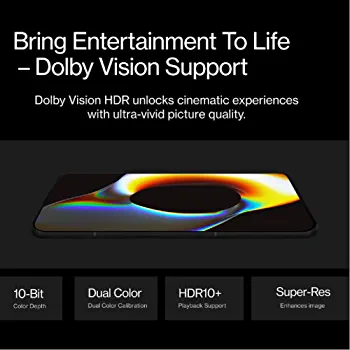 Bring Entertainment To Life
– Dolby Vision Support
Dolby Vision HDR unlocks cinematic experiences
with ultra-vivid picture quality.
10-Bit
Color Depth
Dual Color
Dual Color Calibration
HDR10+
Playback Support
Super-Res
Enhances image